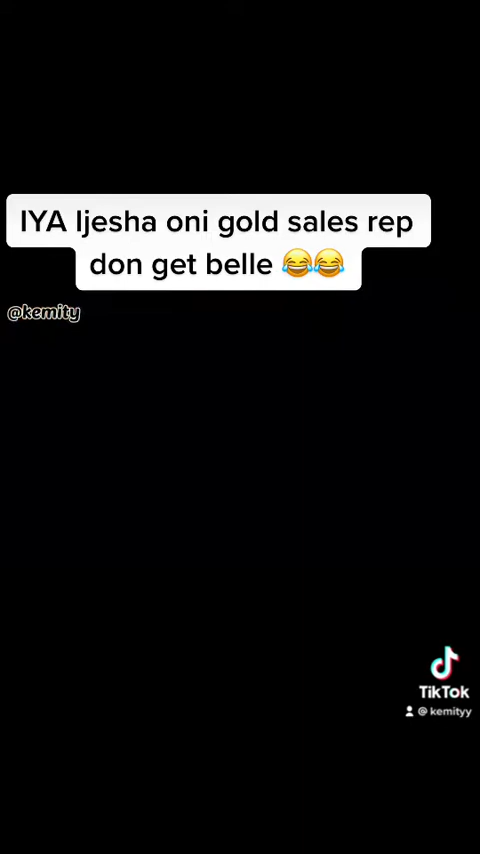 IYA Ijesha oni gold sales rep
don get belle 😂😂
@kemity
TikTok
@ kemityy